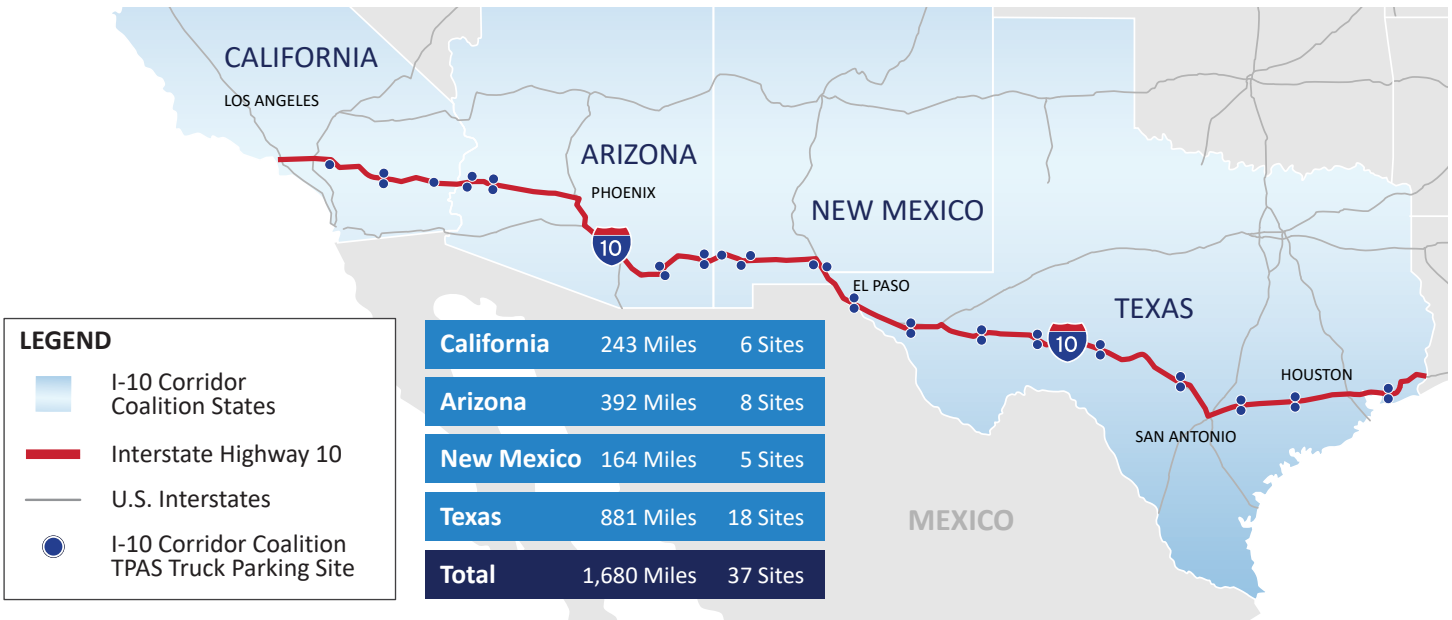 CALIFORNIA
LOS ANGELES
ARIZONA
PHOENIX
NEW MEXICO
10
EL PASO
TEXAS
10
HOUSTON
SAN ANTONIO
MEXICO
LEGEND
I-10 Corridor
Coalition States
Interstate Highway 10
U.S. Interstates
I-10 Corridor Coalition
TPAS Truck Parking Site
California 243 Miles 6 Sites
Arizona 392 Miles 8 Sites
New Mexico 164 Miles 5 Sites
Texas 881 Miles 18 Sites
Total 1,680 Miles 37 Sites